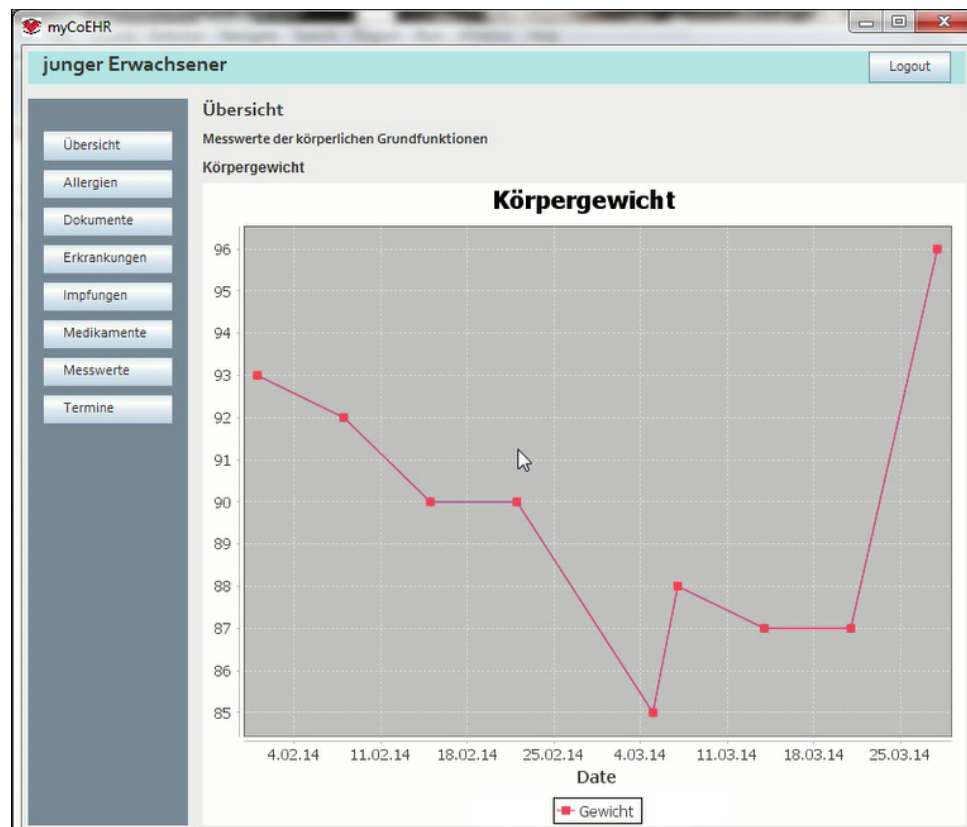 myCoEHR
junger Erwachsener
Logout
Übersicht
Allergien
Dokumente
Erkrankungen
Impfungen
Medikamente
Messwerte
Termine
Übersicht
Messwerte der körperlichen Grundfunktionen
Körpergewicht
Körpergewicht
96
95
94
93
92
91
90
89
88
87
86
85
4.02.14 11.02.14 18.02.14 25.02.14 4.03.14 11.03.14 18.03.14 25.03.14
Date
Gewicht